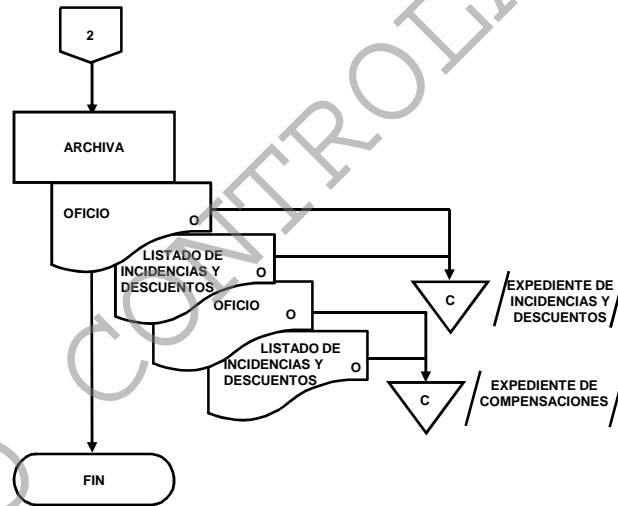 2
ARCHIVA
OFICIO
O
LISTADO DE
INCIDENCIAS Y
DESCUENTOS
O
OFICIO
O
LISTADO DE
INCIDENCIAS Y
DESCUENTOS
O
C
/EXPEDIENTE DE
INCIDENCIAS Y
DESCUENTOS/
C
/EXPEDIENTE DE
COMPENSACIONES/
FIN
O CONTROLA